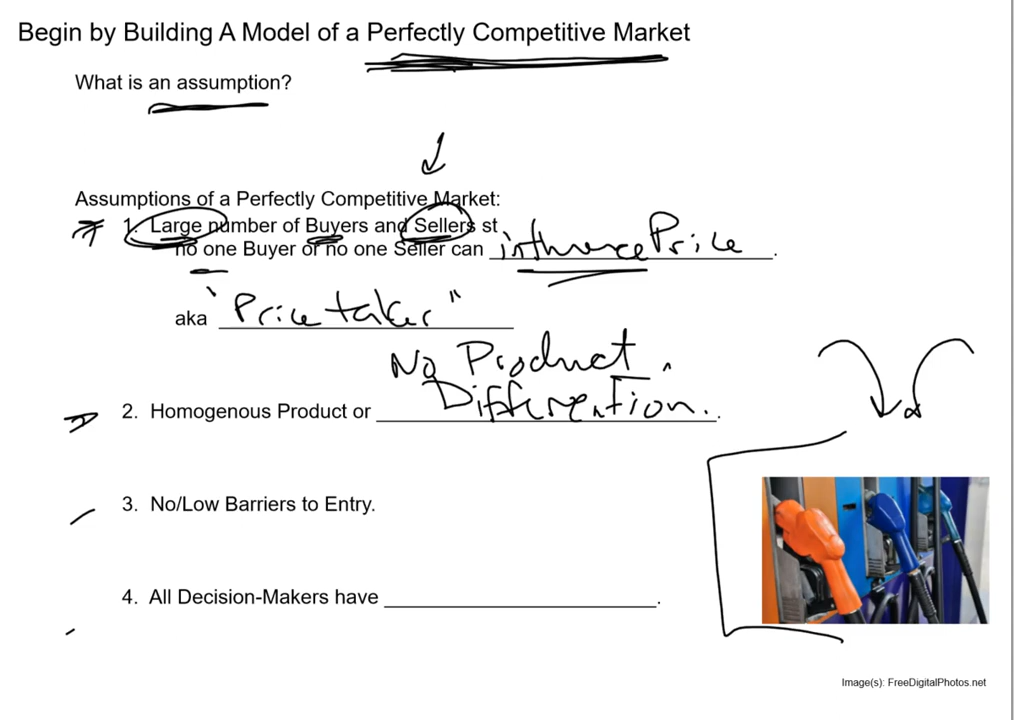 Begin by Building A Model of a Perfectly Competitive Market
What is an assumption?
Assumptions of a Perfectly Competitive Market:
1. Large number of Buyers and Sellers st
no one Buyer or no one Seller can influence Price.
aka "Price taker"
No Product
2. Homogenous Product or Differention.
3. No/Low Barriers to Entry.
4. All Decision-Makers have .
Image(s): FreeDigitalPhotos.net